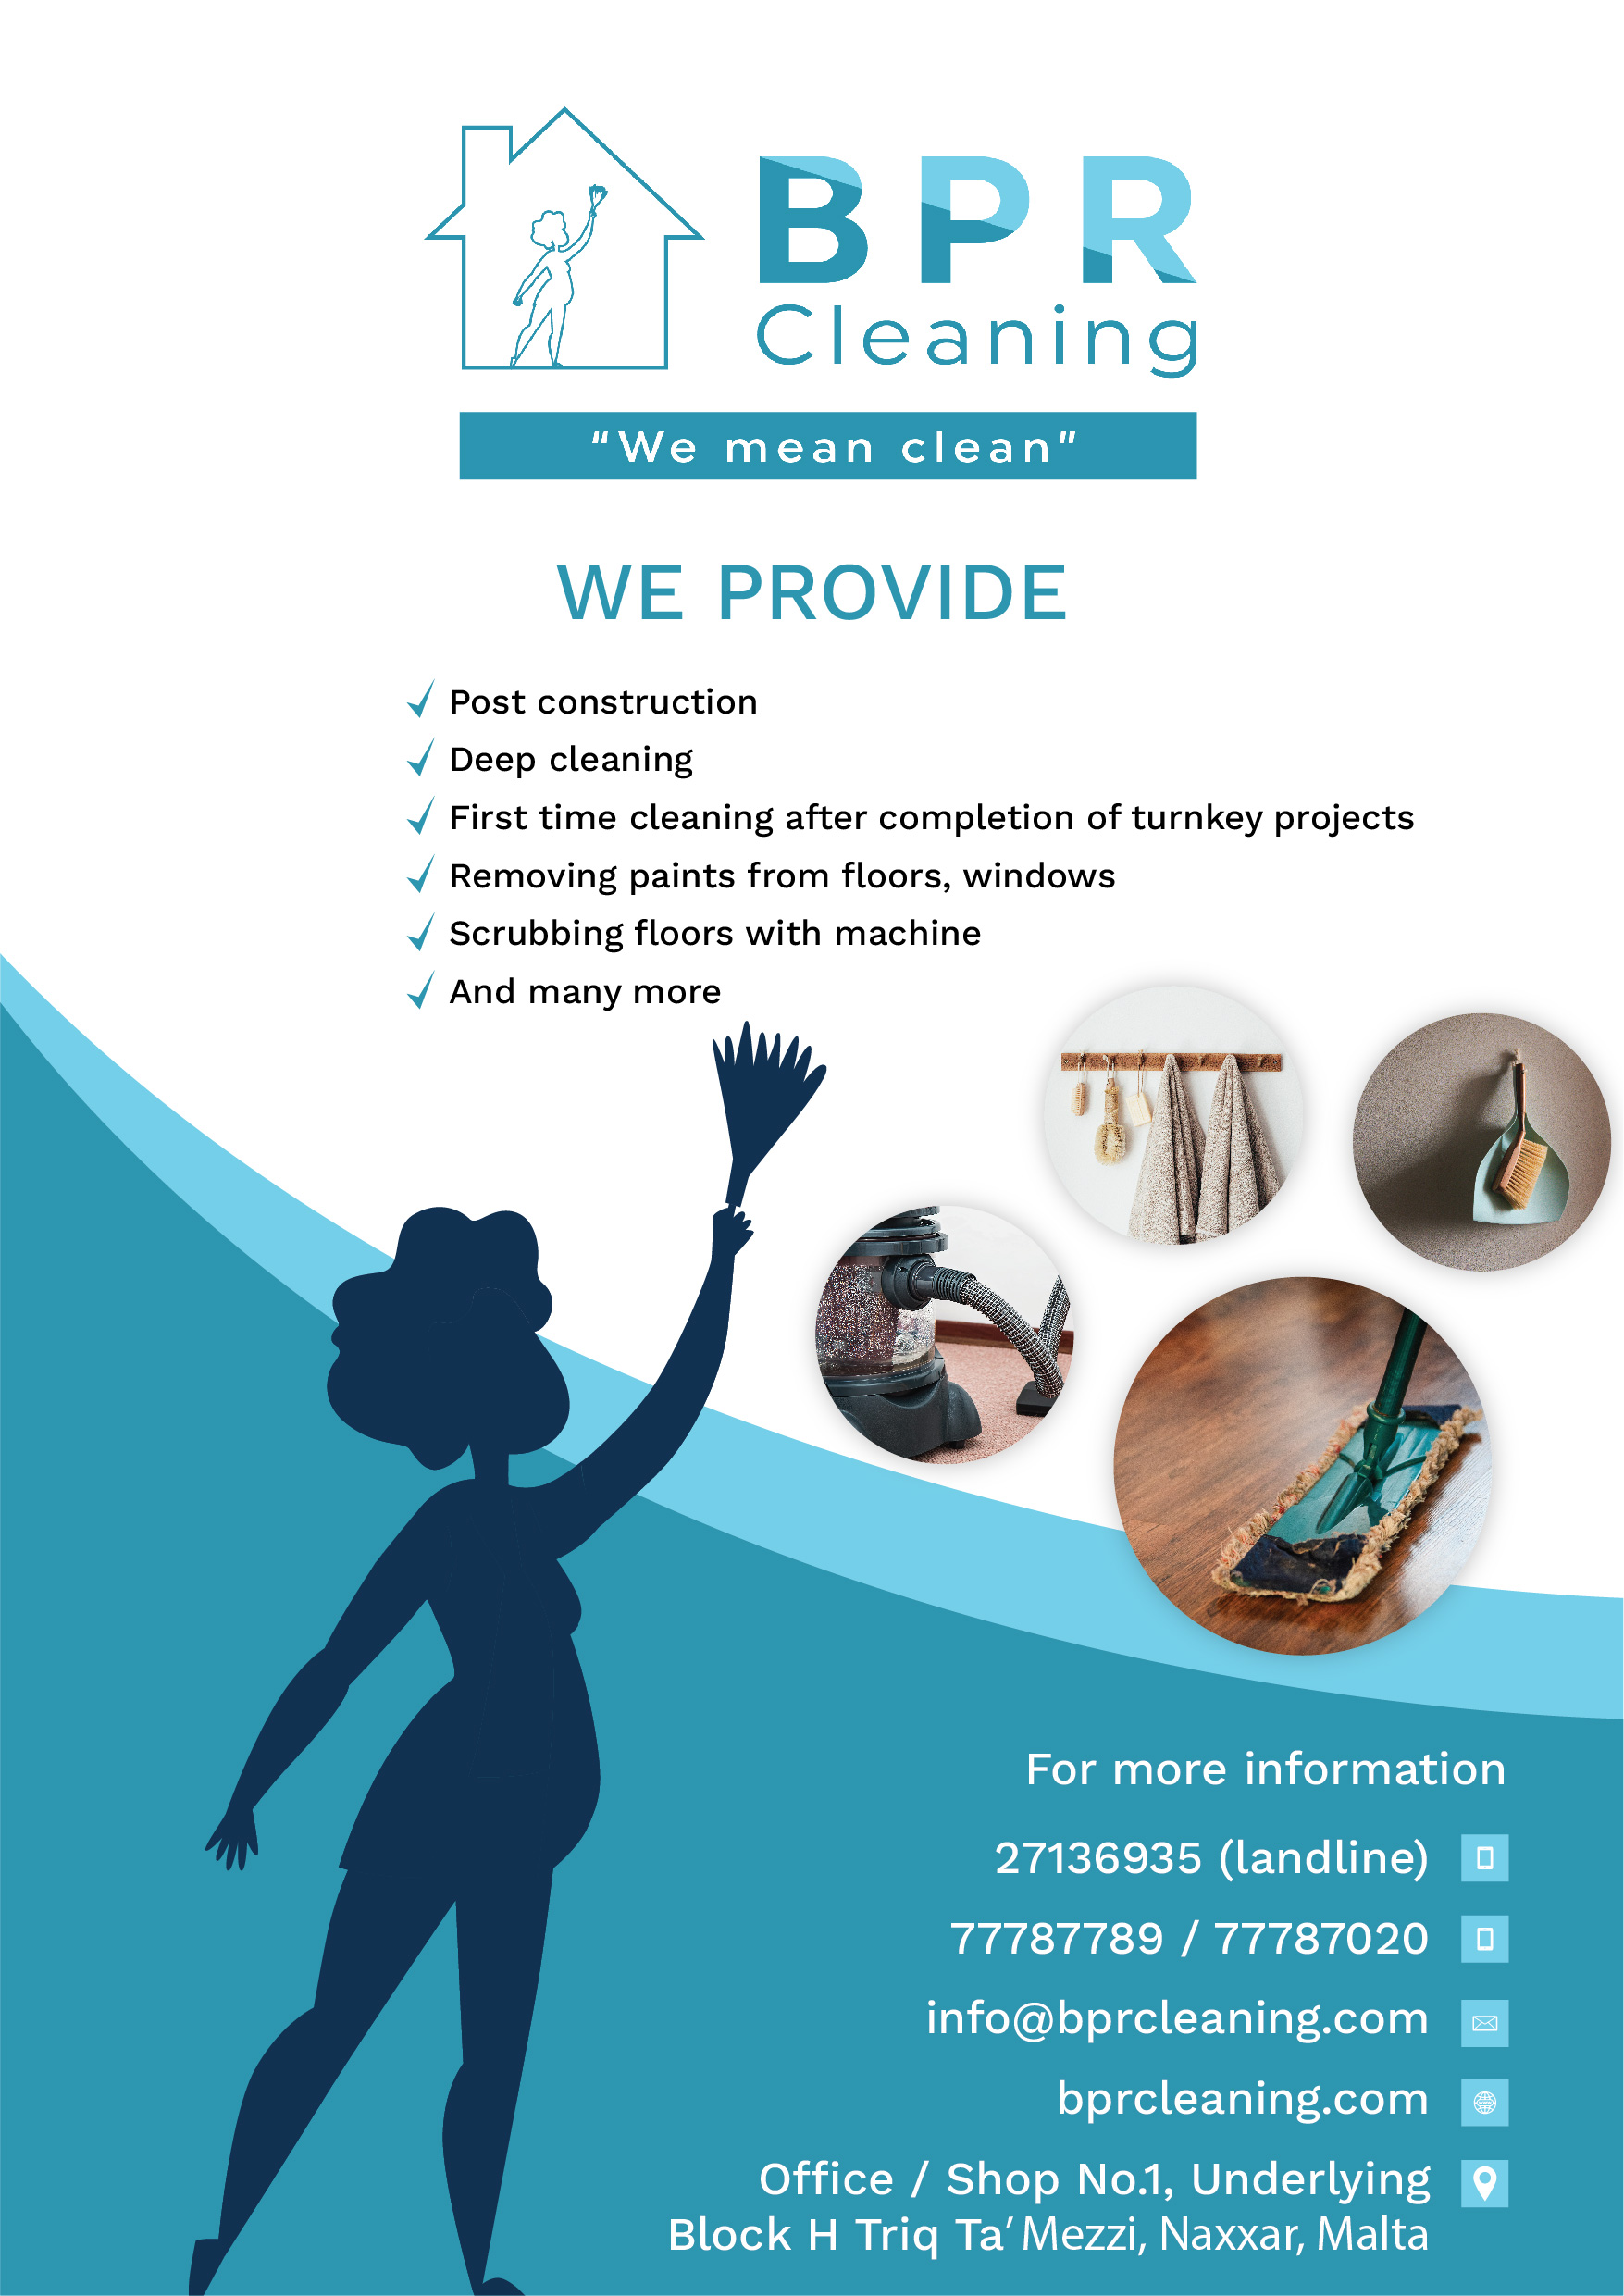 BPR
Cleaning
"We mean clean"
WE PROVIDE
Post construction
Deep cleaning
First time cleaning after completion of turnkey projects
Removing paints from floors, windows
Scrubbing floors with machine
And many more
For more information
27136935 (landline)
77787789 / 77787020
info@bprcleaning.com
bprcleaning.com
Office / Shop No.1, Underlying
Block H Triq Ta' Mezzi, Naxxar, Malta